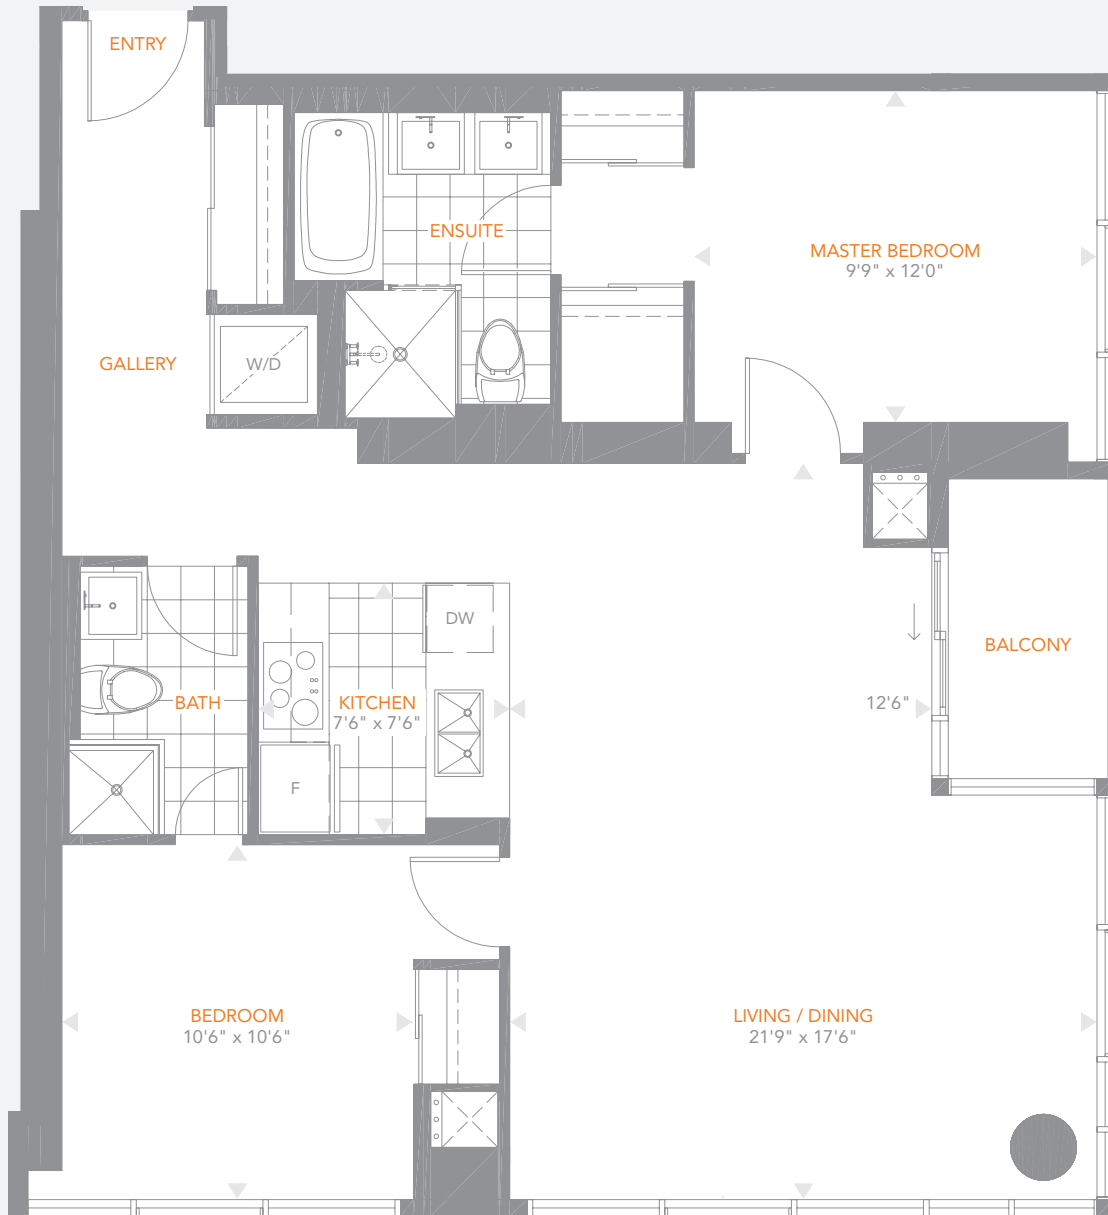 ENTRY
ENSUITE
MASTER BEDROOM
9'9" x 12'0"
GALLERY
W/D
DW
BALCONY
BATH
KITCHEN
7'6" x 7'6"
12'6"
F
BEDROOM
10'6" x 10'6"
LIVING / DINING
21'9" x 17'6"